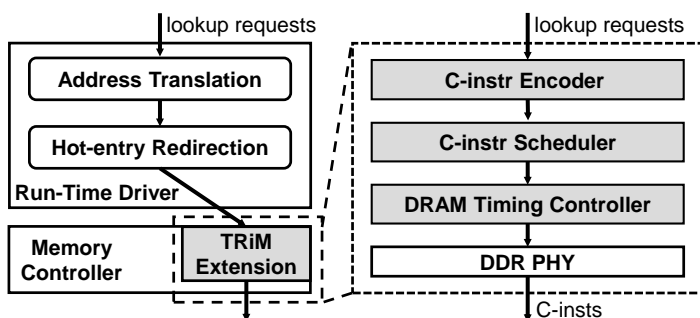 lookup requests
Address Translation
Hot-entry Redirection
Run-Time Driver
Memory
Controller
TRiM
Extension
lookup requests
C-instr Encoder
C-instr Scheduler
DRAM Timing Controller
DDR PHY
C-insts